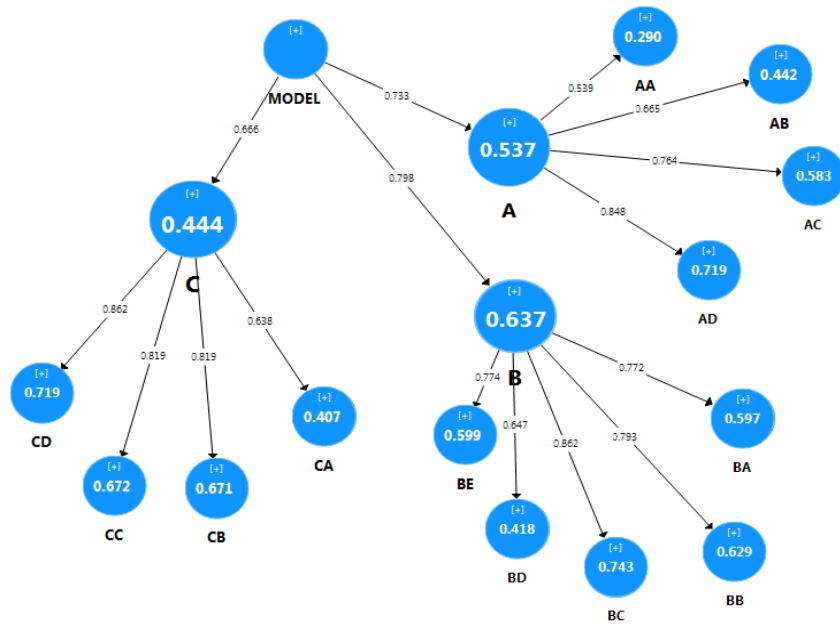 [+]
MODEL
[+]
0.290
AA
[+]
0.442
AB
0.539
0.733
0.665
[+]
0.537
A
0.666
0.764
[+]
0.583
AC
0.798
[+]
0.444
C
0.848
[+]
0.719
AD
[+]
0.637
B
0.862
0.819
0.819
0.638
[+]
0.719
CD
[+]
0.672
CC
[+]
0.671
CB
[+]
0.407
CA
0.774
0.647
0.862
0.793
0.772
[+]
0.599
BE
[+]
0.418
BD
[+]
0.743
BC
[+]
0.629
BB
[+]
0.597
BA